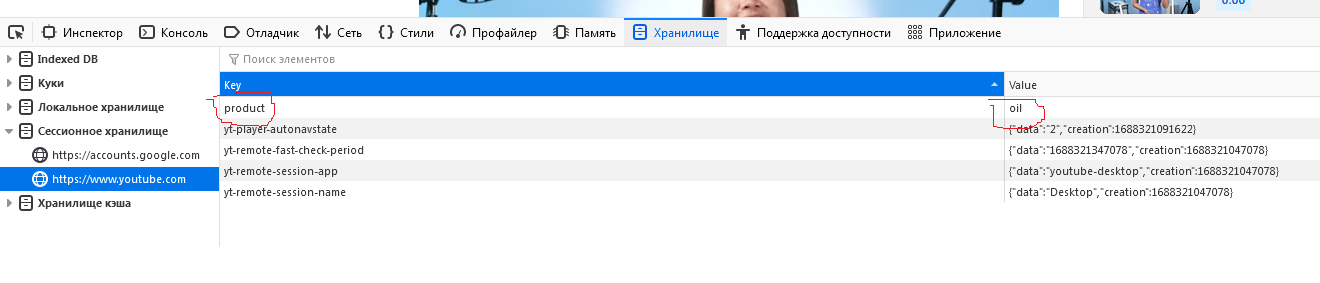 0:00
Инспектор Консоль Отладчик Сеть {} Стили Профайлер Память Хранилище Поддержка доступности Приложение
Indexed DB
Куки
Локальное хранилище
Сессионное хранилище
https://accounts.google.com
https://www.youtube.com
Хранилище кэша
Поиск элементов
Key Value
product oil
yt-player-autonavstate {"data":"2","creation":1688321091622}
yt-remote-fast-check-period {"data":"1688321347078","creation":1688321047078}
yt-remote-session-app {"data":"youtube-desktop","creation":1688321047078}
yt-remote-session-name {"data":"Desktop","creation":1688321047078}